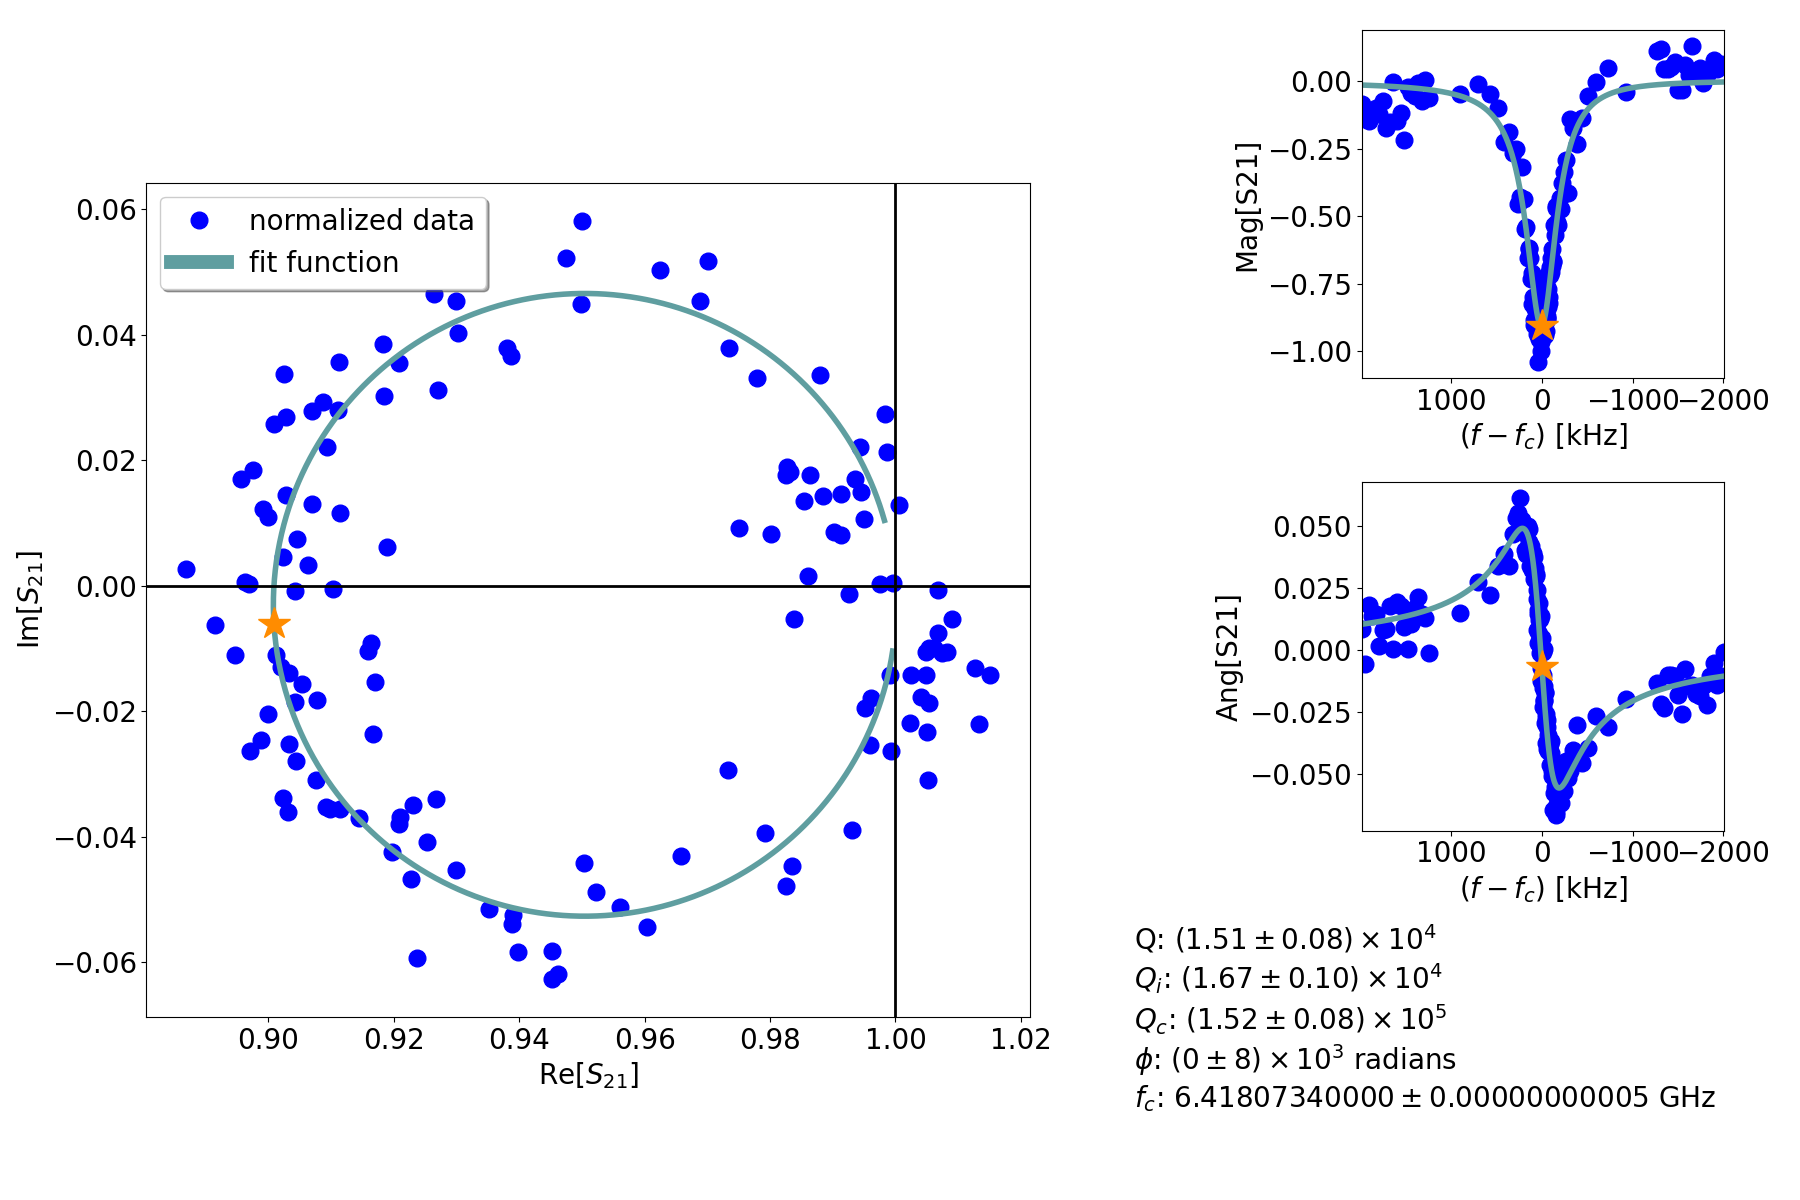 normalized data
fit function
0.06
0.04
0.02
0.00
−0.02
−0.04
−0.06
Im[S21]
0.90 0.92 0.94 0.96 0.98 1.00 1.02
Re[S21]
0.00
−0.25
−0.50
−0.75
−1.00
Mag[S21]
1000 0 −1000 −2000
(f − fc) [kHz]
0.050
0.025
0.000
−0.025
−0.050
Ang[S21]
1000 0 −1000 −2000
(f − fc) [kHz]
Q: (1.51 ± 0.08) × 10^4
Qi: (1.67 ± 0.10) × 10^4
Qc: (1.52 ± 0.08) × 10^5
ϕ: (0 ± 8) × 10^3 radians
fc: 6.41807340000 ± 0.00000000005 GHz